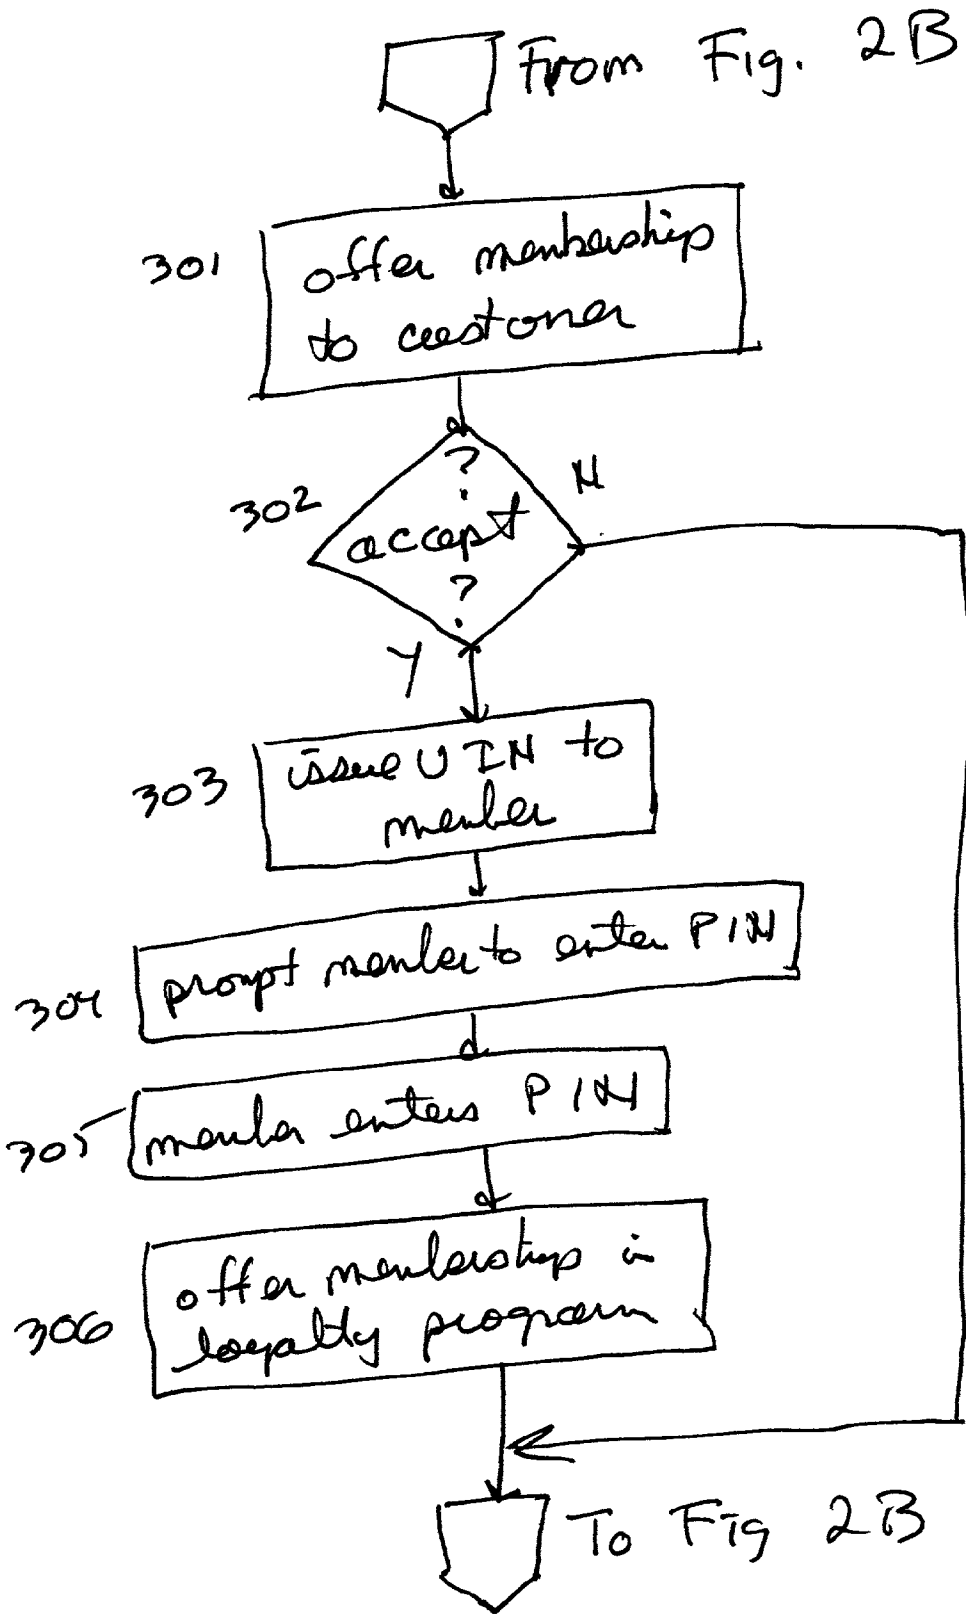 From Fig. 2B
301
offer membership
to customer
302
?
accept
?
N
Y
303
issue UIN to
member
304
prompt member to enter PIN
305
member enters PIN
306
offer membership in
loyalty program
To Fig 2B